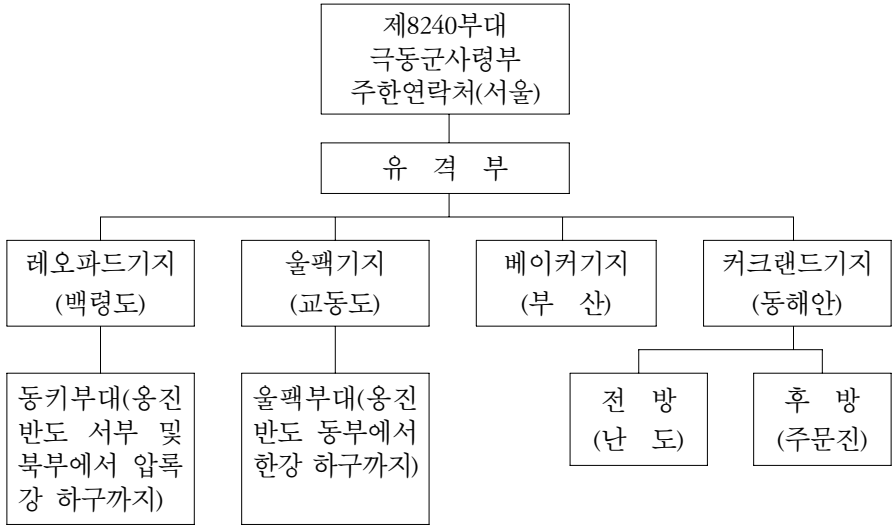 제8240부대
극동군사령부
주한연락처(서울)
유 격 부
레오파드기지
(백령도)
울팩기지
(교동도)
베이커기지
(부 산)
커크랜드기지
(동해안)
동키부대(옹진
반도 서부 및
북부에서 압록
강 하구까지)
울팩부대(옹진
반도 동부에서
한강 하구까지)
전 방
(난 도)
후 방
(주문진)